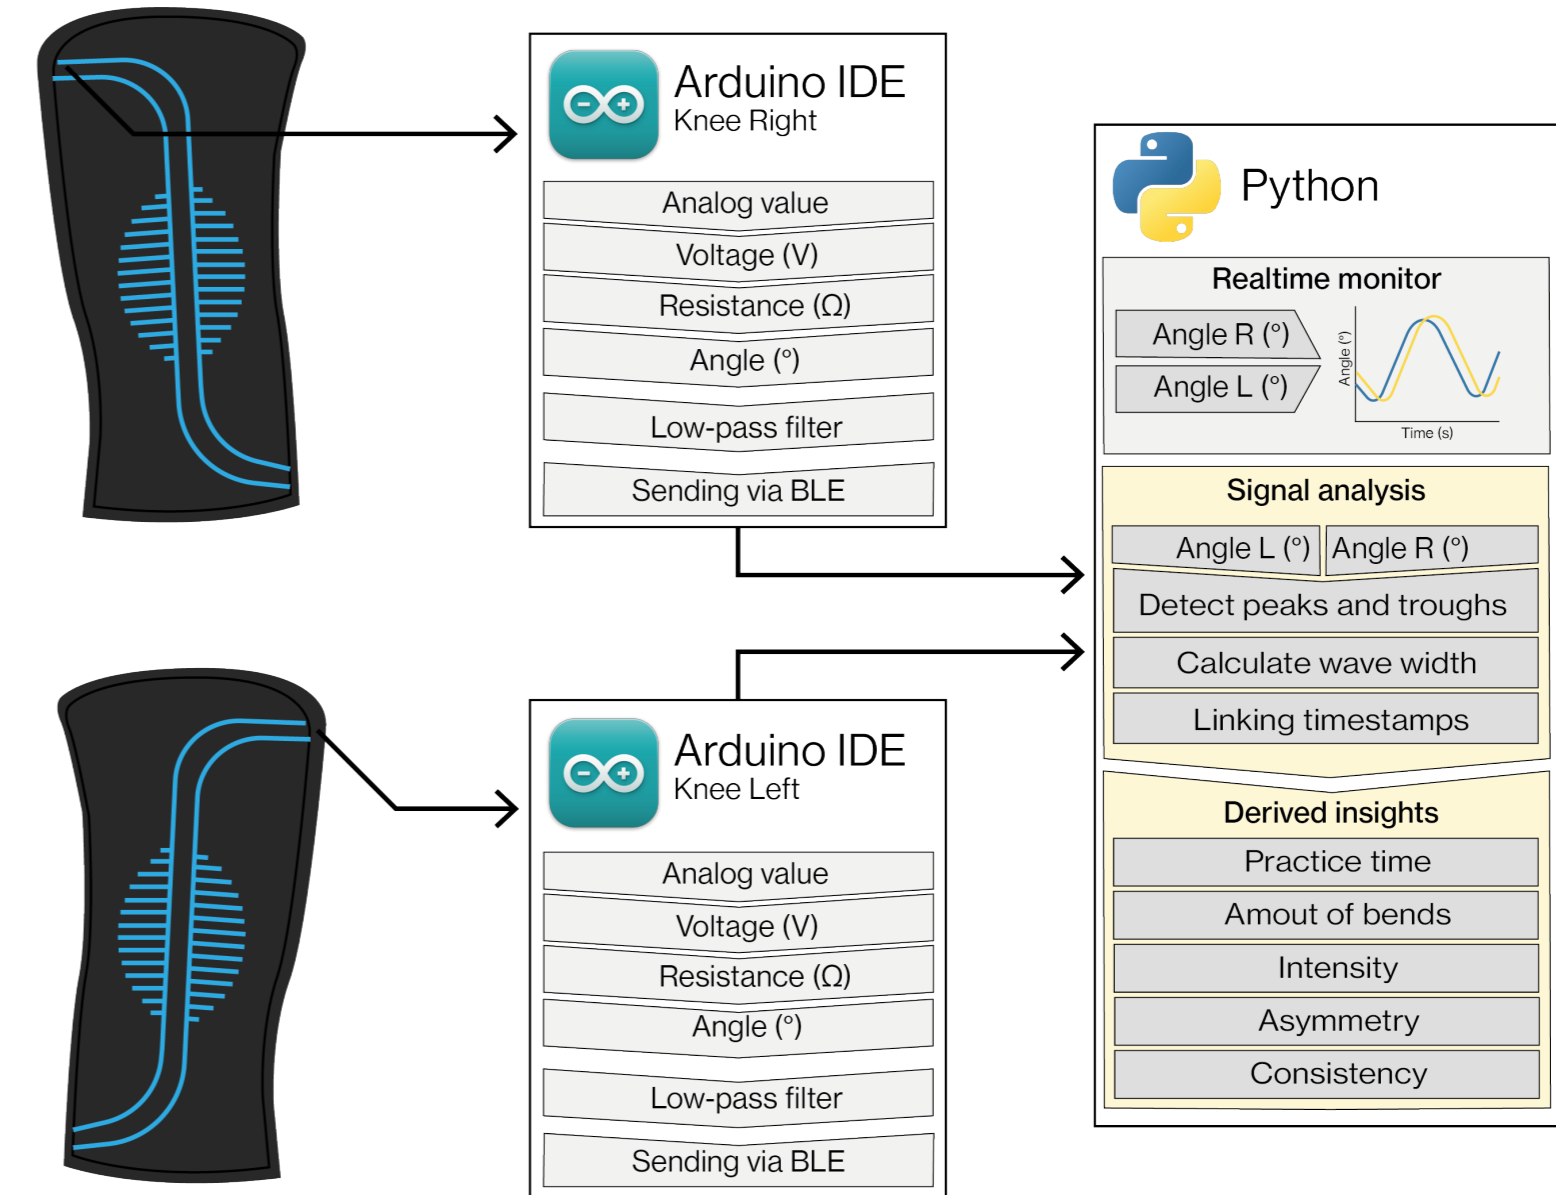 Arduino IDE
Knee Right
Analog value
Voltage (V)
Resistance (Ω)
Angle (°)
Low-pass filter
Sending via BLE
Arduino IDE
Knee Left
Analog value
Voltage (V)
Resistance (Ω)
Angle (°)
Low-pass filter
Sending via BLE
Python
Realtime monitor
Angle R (°)
Angle L (°)
Angle (°)
Time (s)
Signal analysis
Angle L (°)
Angle R (°)
Detect peaks and troughs
Calculate wave width
Linking timestamps
Derived insights
Practice time
Amout of bends
Intensity
Asymmetry
Consistency